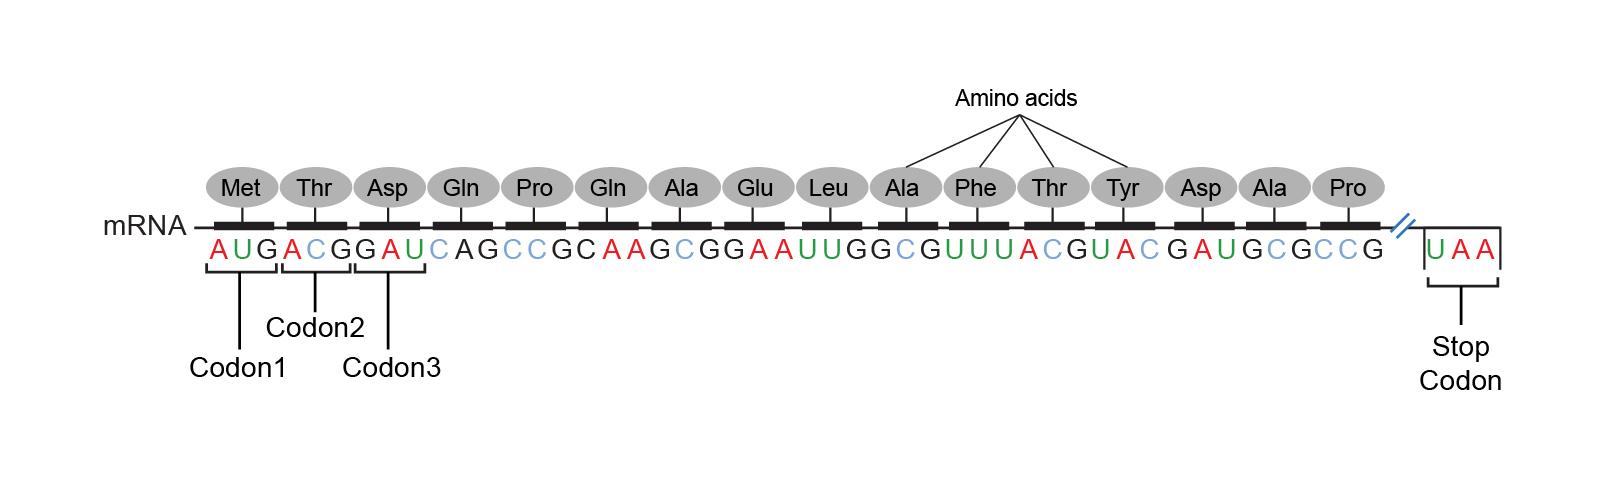 Amino acids
Met Thr Asp Gln Pro Gln Ala Glu Leu Ala Phe Thr Tyr Asp Ala Pro
mRNA
AUGACGGAUCAGCCGCAAGCGGAAUUGGCGUUUACGUACGAUGCGCCG UAA
Codon1
Codon2
Codon3
Stop
Codon